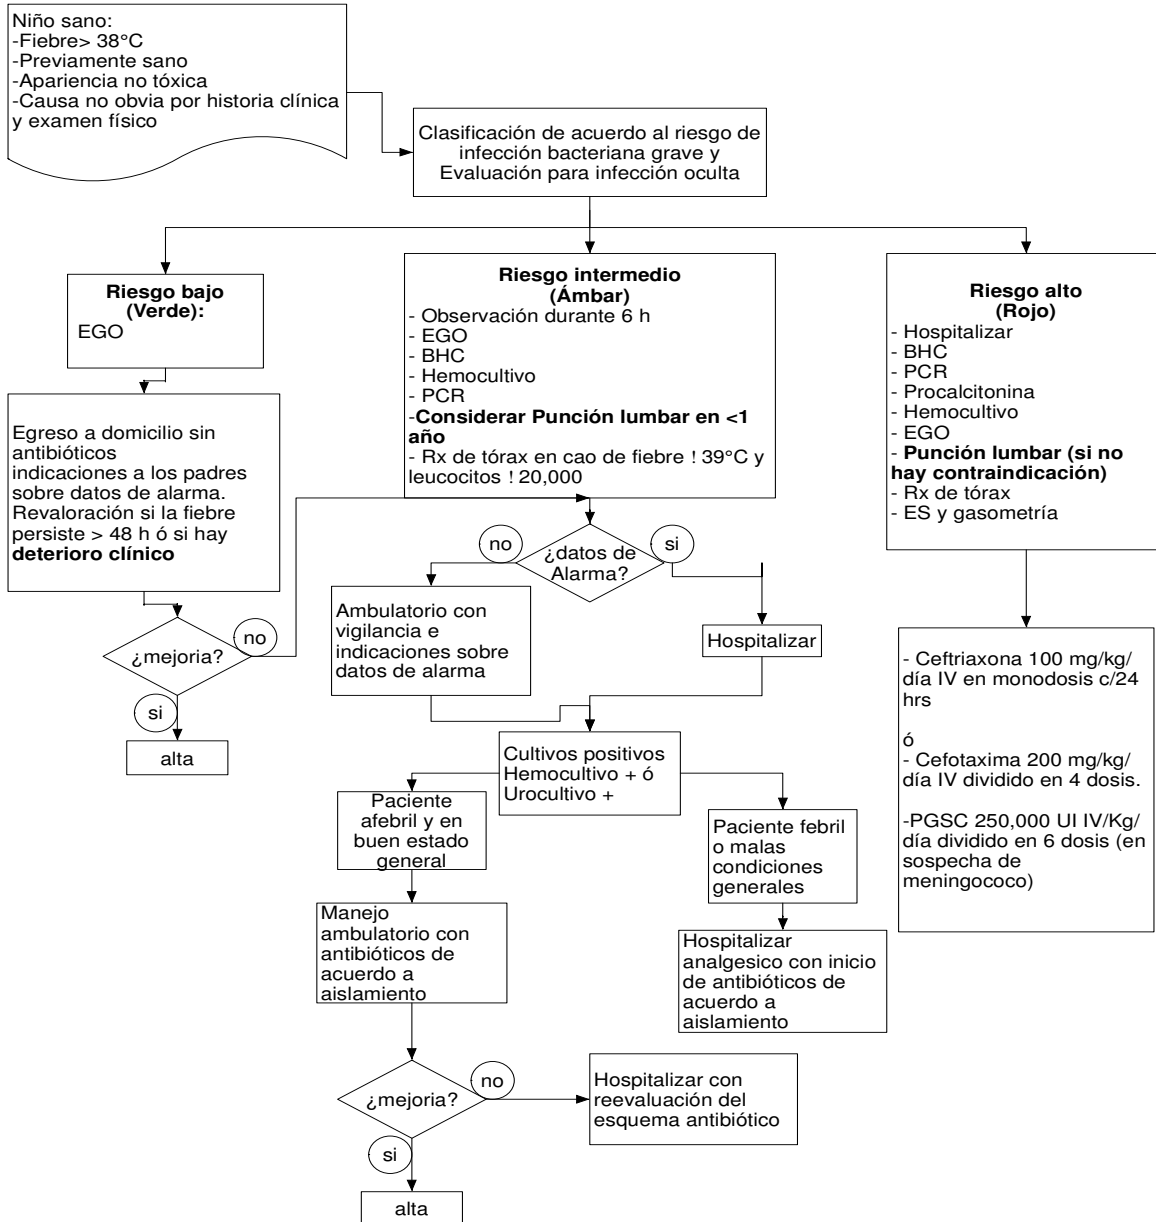 Niño sano:
-Fiebre> 38°C
-Previamente sano
-Apariencia no tóxica
-Causa no obvia por historia clínica
y examen físico
Clasificación de acuerdo al riesgo de
infección bacteriana grave y
Evaluación para infección oculta
Riesgo bajo
(Verde):
EGO
Egreso a domicilio sin
antibióticos
indicaciones a los padres
sobre datos de alarma.
Revaloración si la fiebre
persiste > 48 h ó si hay
deterioro clínico
¿mejoria?
no
si
alta
Riesgo intermedio
(Ámbar)
- Observación durante 6 h
- EGO
- BHC
- Hemocultivo
- PCR
-Considerar Punción lumbar en <1
año
- Rx de tórax en cao de fiebre ! 39°C y
leucocitos ! 20,000
¿datos de
Alarma?
no
si
Ambulatorio con
vigilancia e
indicaciones sobre
datos de alarma
Hospitalizar
Cultivos positivos
Hemocultivo + ó
Urocultivo +
Paciente
afebril y en
buen estado
general
Paciente febril
o malas
condiciones
generales
Manejo
ambulatorio con
antibióticos de
acuerdo a
aislamiento
Hospitalizar
analgesico con inicio
de antibióticos de
acuerdo a
aislamiento
¿mejoria?
no
Hospitalizar con
reevaluación del
esquema antibiótico
si
alta
Riesgo alto
(Rojo)
- Hospitalizar
- BHC
- PCR
- Procalcitonina
- Hemocultivo
- EGO
- Punción lumbar (si no
hay contraindicación)
- Rx de tórax
- ES y gasometría
- Ceftriaxona 100 mg/kg/
día IV en monodosis c/24
hrs
ó
- Cefotaxima 200 mg/kg/
día IV dividido en 4 dosis.
-PGSC 250,000 UI IV/Kg/
día dividido en 6 dosis (en
sospecha de
meningococo)